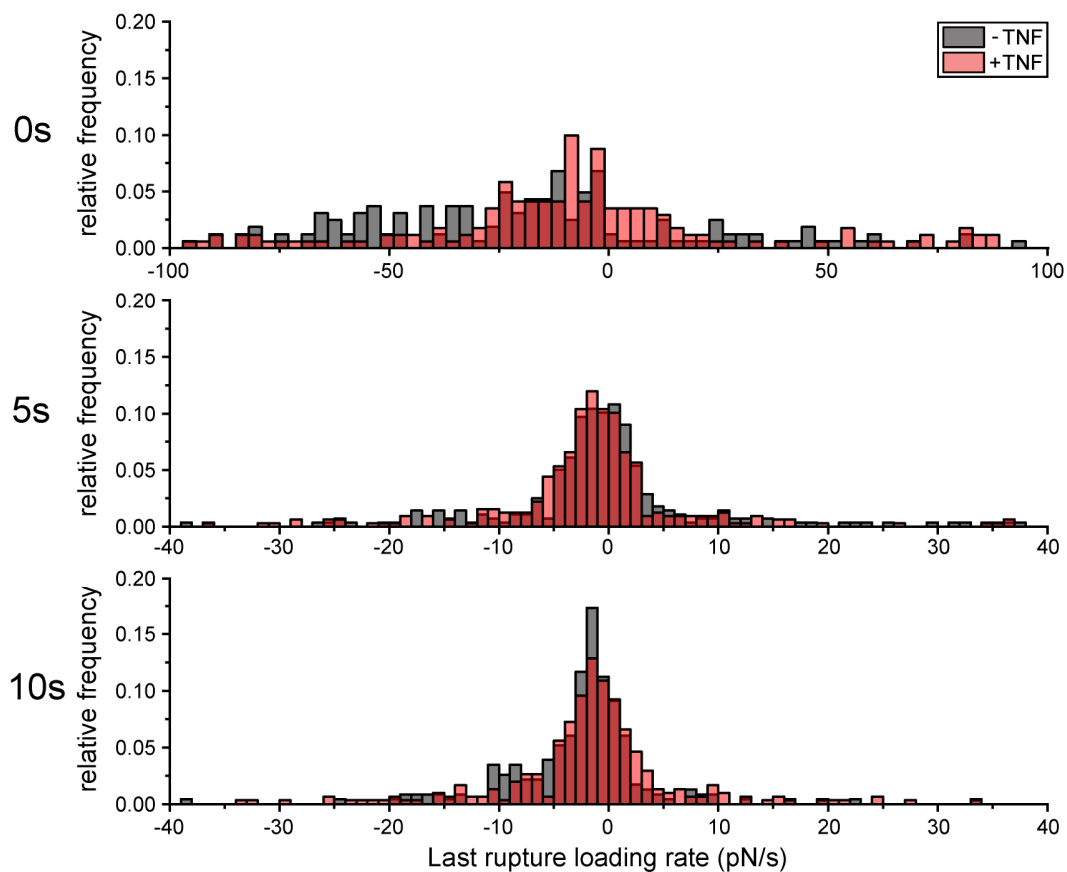 0.20
- TNF
+TNF
0.15
0s
relative frequency
0.10
0.05
0.00
-100 -50 0 50 100
0.20
0.15
5s
relative frequency
0.10
0.05
0.00
-40 -30 -20 -10 0 10 20 30 40
0.20
0.15
10s
relative frequency
0.10
0.05
0.00
-40 -30 -20 -10 0 10 20 30 40
Last rupture loading rate (pN/s)